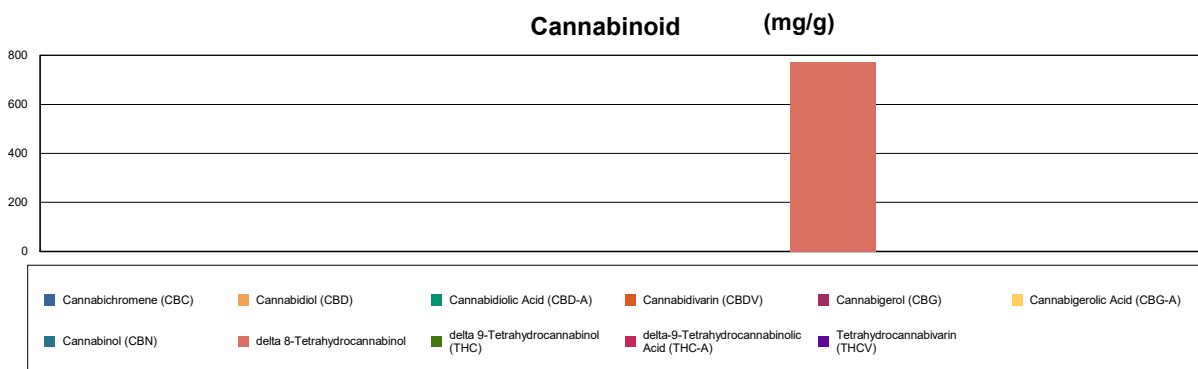 Cannabinoid (mg/g)
800
600
400
200
0
Cannabichromene (CBC)
Cannabidiol (CBD)
Cannabidiolic Acid (CBD-A)
Cannabidivarin (CBDV)
Cannabigerol (CBG)
Cannabigerolic Acid (CBG-A)
Cannabinol (CBN)
delta 8-Tetrahydrocannabinol
delta 9-Tetrahydrocannabinol
(THC)
delta-9-Tetrahydrocannabinolic
Acid (THC-A)
Tetrahydrocannabivarin
(THCV)